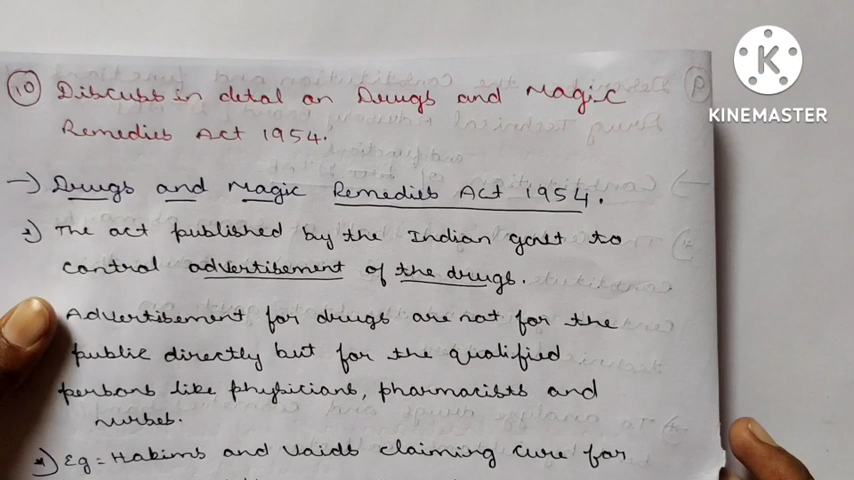 10 Discuss in detal on Drugs and Magic
Remedies Act 1954.
→) Drugs and Magic Remedies Act 1954.
*) The act published by the Indian govt to
control advertisement of the drugs.
Advertisement for drugs are not for the
public directly but for the qualified
persons like physicians, pharmacists and
nurses.
*) Eg = Hakims and Vaids claiming cure for
K
KINEMASTER